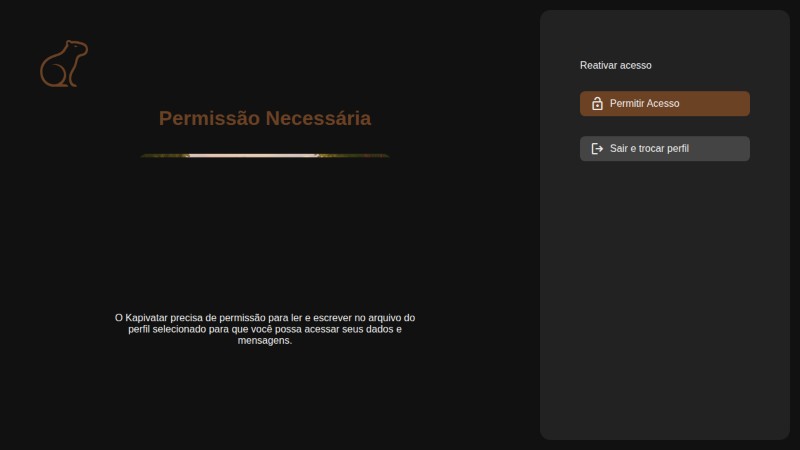 Permissão Necessária
O Kapivatar precisa de permissão para ler e escrever no arquivo do
perfil selecionado para que você possa acessar seus dados e
mensagens.
Reativar acesso
Permitir Acesso
Sair e trocar perfil